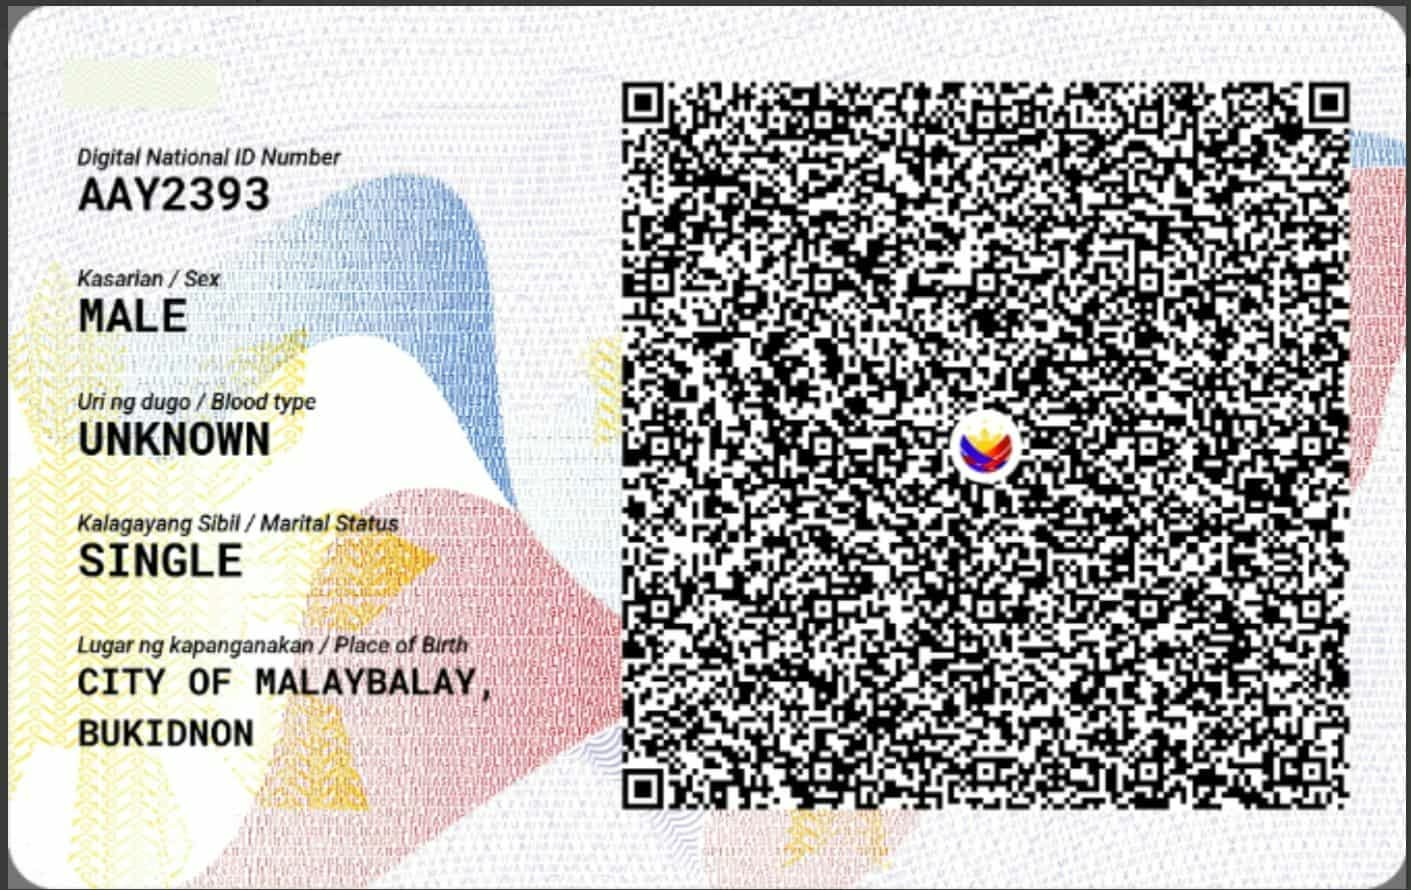 Digital National ID Number
AAY2393
Kasarian / Sex
MALE
Uri ng dugo / Blood type
UNKNOWN
Kalagayang Sibil / Marital Status
SINGLE
Lugar ng kapanganakan / Place of Birth
CITY OF MALAYBALAY,
BUKIDNON